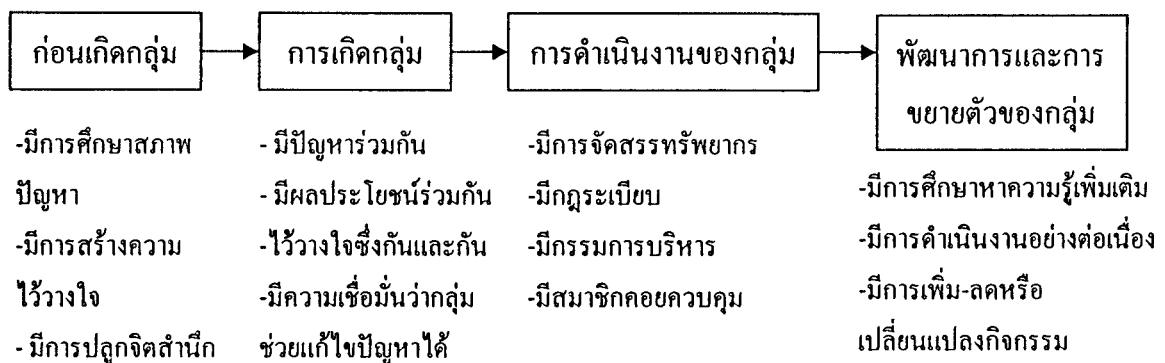 ก่อนเกิดกลุ่ม
-มีการศึกษาสภาพ
ปัญหา
-มีการสร้างความ
ไว้วางใจ
- มีการปลูกจิตสำนึก
การเกิดกลุ่ม
- มีปัญหาร่วมกัน
- มีผลประโยชน์ร่วมกัน
-ไว้วางใจซึ่งกันและกัน
-มีความเชื่อมั่นว่ากลุ่ม
ช่วยแก้ไขปัญหาได้
การดำเนินงานของกลุ่ม
-มีการจัดสรรทรัพยากร
-มีกฎระเบียบ
-มีกรรมการบริหาร
-มีสมาชิกคอยควบคุม
พัฒนาการและการ
ขยายตัวของกลุ่ม
-มีการศึกษาหาความรู้เพิ่มเติม
-มีการดำเนินงานอย่างต่อเนื่อง
-มีการเพิ่ม-ลดหรือ
เปลี่ยนแปลงกิจกรรม